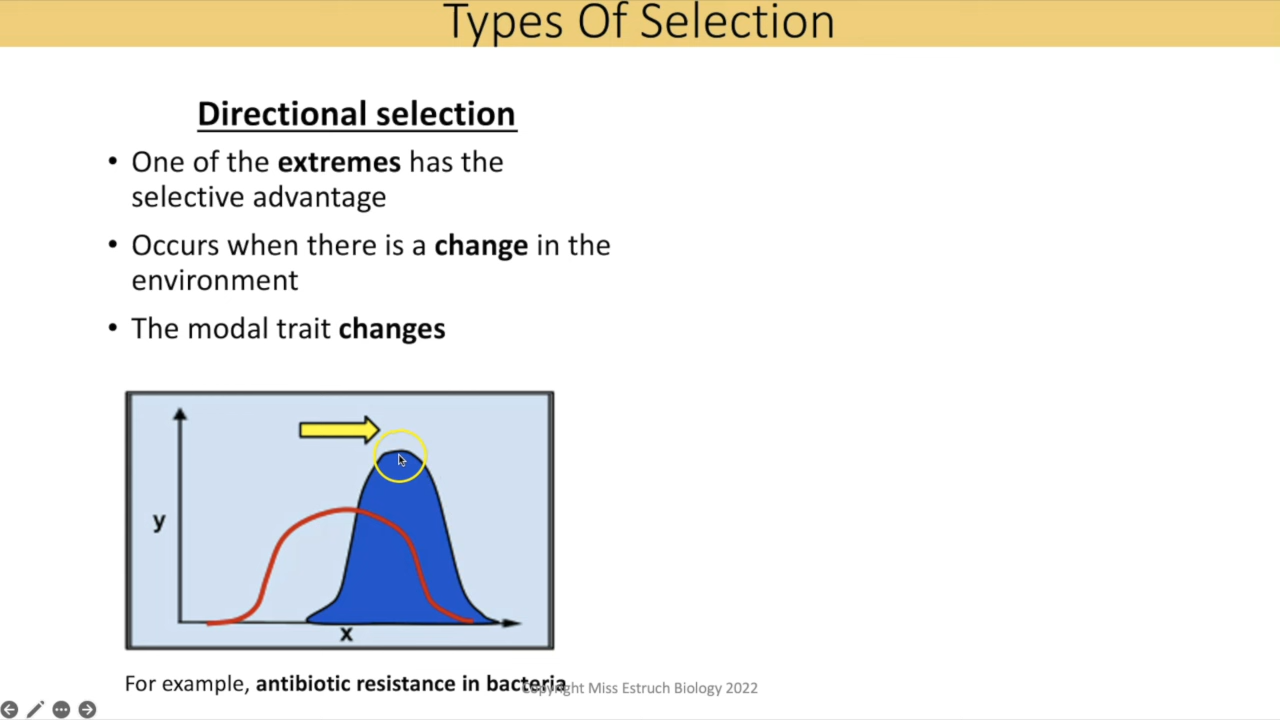 Types Of Selection
Directional selection
• One of the extremes has the
selective advantage
• Occurs when there is a change in the
environment
• The modal trait changes
y
x
For example, antibiotic resistance in bacteria
Copyright Miss Estruch Biology 2022